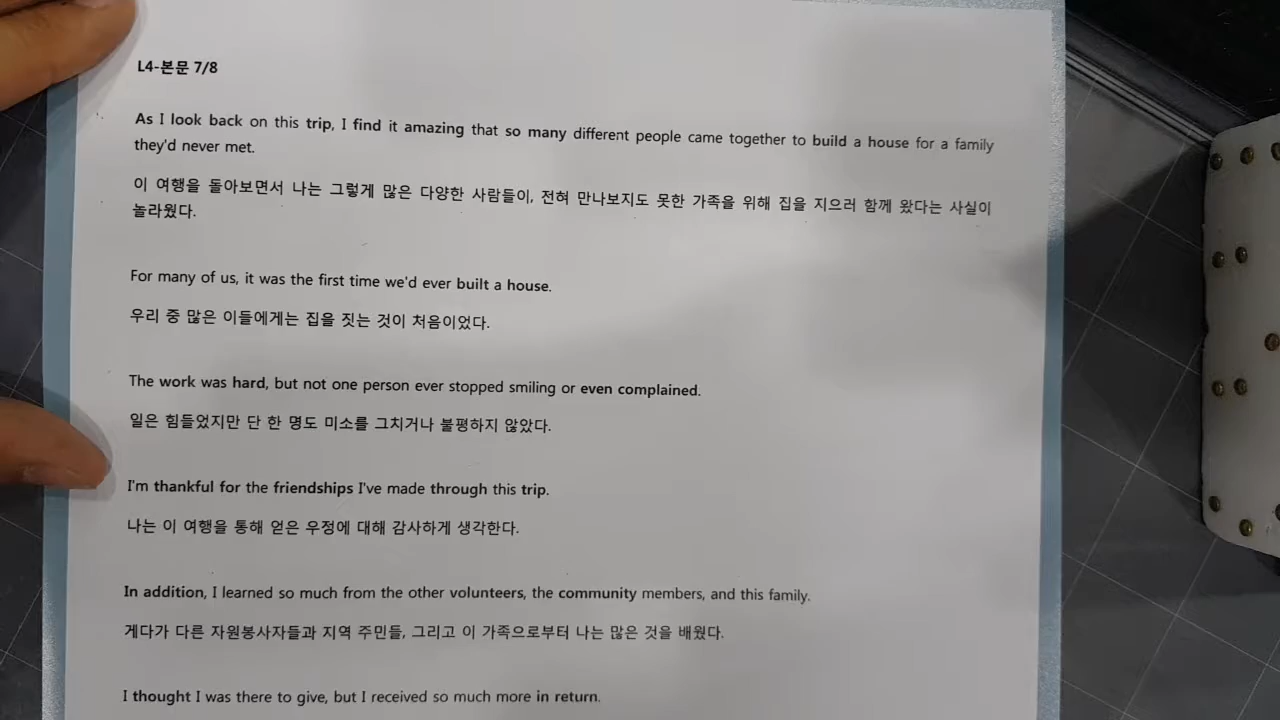 L4-본문 7/8
As I look back on this trip, I find it amazing that so many different people came together to build a house for a family
they'd never met.
이 여행을 돌아보면서 나는 그렇게 많은 다양한 사람들이, 전혀 만나보지도 못한 가족을 위해 집을 지으러 함께 왔다는 사실이
놀라웠다.
For many of us, it was the first time we'd ever built a house.
우리 중 많은 이들에게는 집을 짓는 것이 처음이었다.
The work was hard, but not one person ever stopped smiling or even complained.
일은 힘들었지만 단 한 명도 미소를 그치거나 불평하지 않았다.
I'm thankful for the friendships I've made through this trip.
나는 이 여행을 통해 얻은 우정에 대해 감사하게 생각한다.
In addition, I learned so much from the other volunteers, the community members, and this family.
게다가 다른 자원봉사자들과 지역 주민들, 그리고 이 가족으로부터 나는 많은 것을 배웠다.
I thought I was there to give, but I received so much more in return.